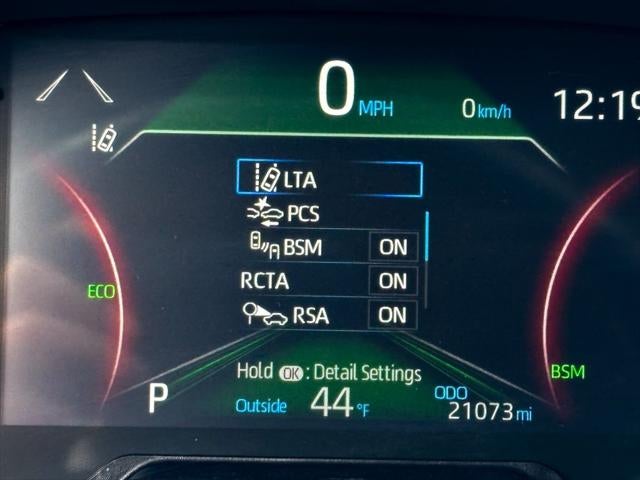 0 MPH 0 km/h 12:19
LTA
PCS
BSM ON
RCTA ON
ECO
RSA ON
Hold OK : Detail Settings
BSM
P Outside 44 °F ODO 21073 mi